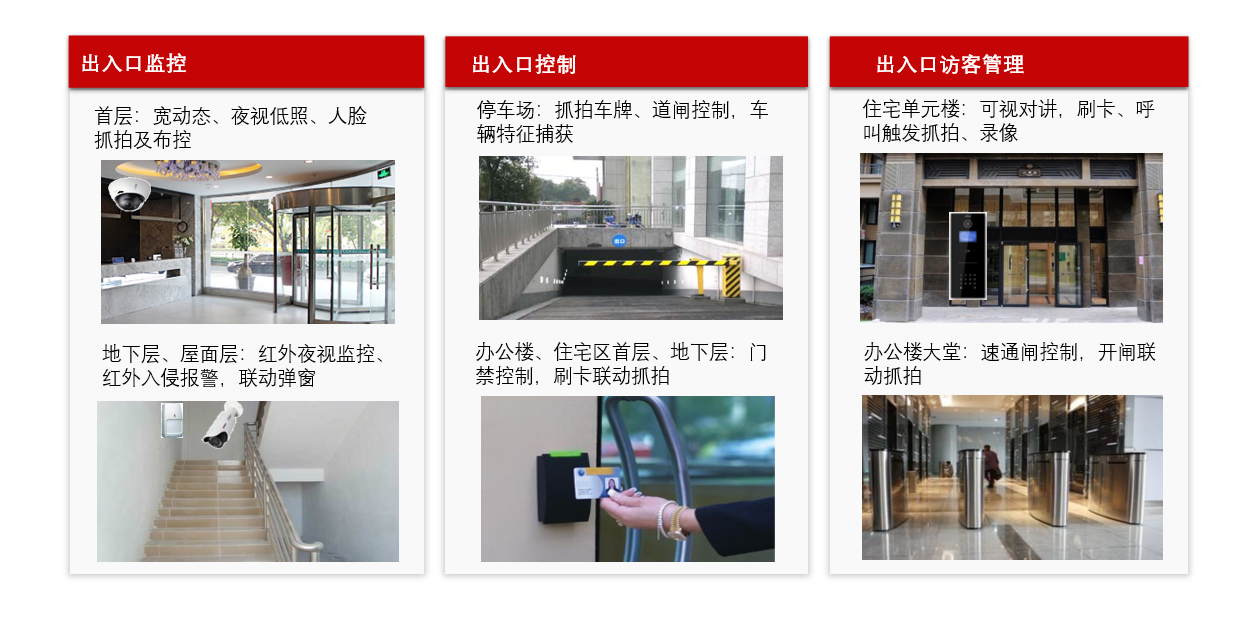 出入口监控
首层：宽动态、夜视低照、人脸
抓拍及布控
地下层、屋面层：红外夜视监控、
红外入侵报警，联动弹窗
出入口控制
停车场：抓拍车牌、道闸控制，车
辆特征捕获
出口
办公楼、住宅区首层、地下层：门
禁控制，刷卡联动抓拍
出入口访客管理
住宅单元楼：可视对讲，刷卡、呼
叫触发抓拍、录像
办公楼大堂：速通闸控制，开闸联
动抓拍